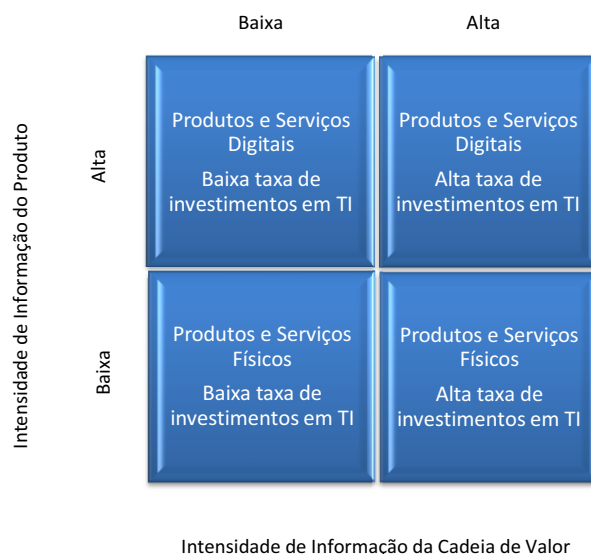 Baixa
Alta
Intensidade de Informação do Produto
Alta
Produtos e Serviços
Digitais
Baixa taxa de
investimentos em TI
Produtos e Serviços
Digitais
Alta taxa de
investimentos em TI
Baixa
Produtos e Serviços
Físicos
Baixa taxa de
investimentos em TI
Produtos e Serviços
Físicos
Alta taxa de
investimentos em TI
Intensidade de Informação da Cadeia de Valor